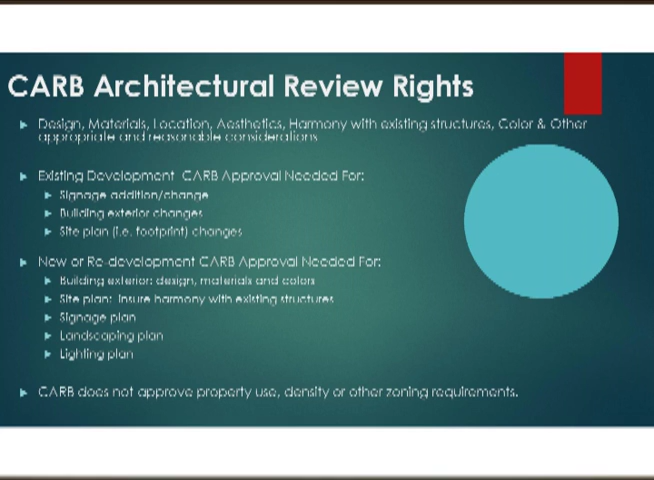 CARB Architectural Review Rights
Design, Materials, Location, Aesthetics, Harmony with existing structures, Color & Other
appropriate and reasonable considerations
Existing Development CARB Approval Needed For:
Signage addition/change
Building exterior changes
Site plan (i.e. footprint) changes
New or Re-development CARB Approval Needed For:
Building exterior: design, materials and colors
Site plan: insure harmony with existing structures
Signage plan
Landscaping plan
Lighting plan
CARB does not approve property use, density or other zoning requirements.